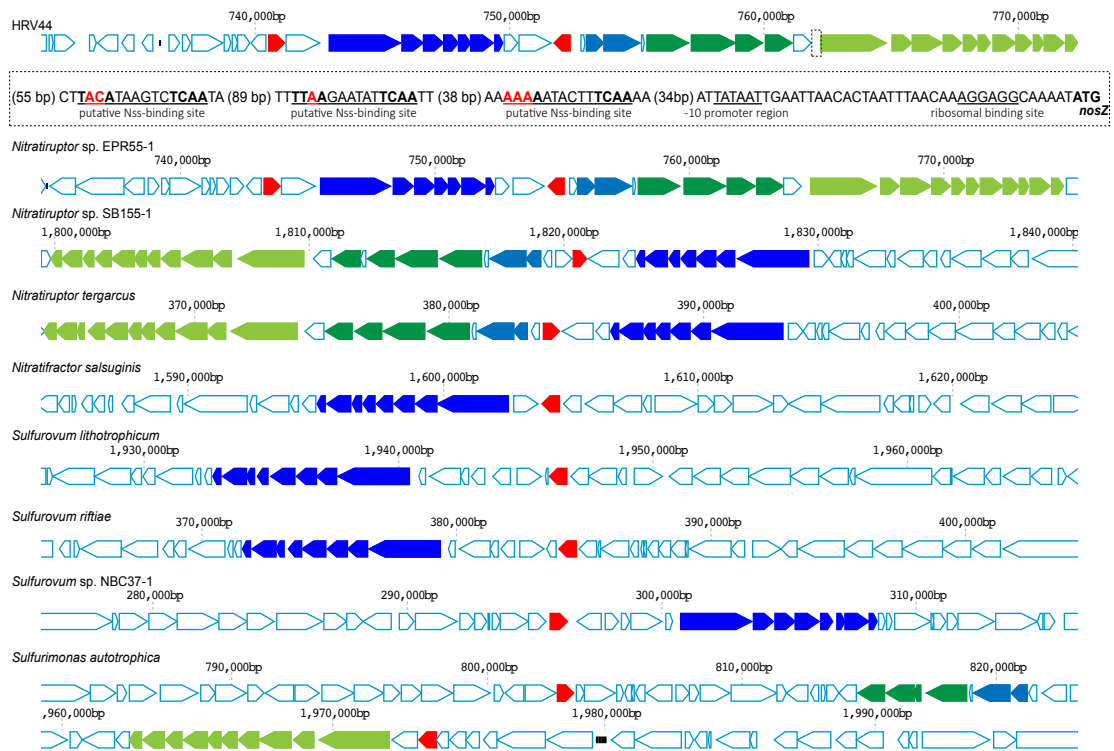 HRV44
740,000bp 750,000bp 760,000bp 770,000bp
(55 bp) CTTTACATAAGTCTCAATA (89 bp) TTTTTAAGAATATTCAATT (38 bp) AAAAAAATACTTTCAAAA (34bp) ATTATAATTGAATTAACACTAATTTAACAAAGGAGGCAAAATATG
putative Nss-binding site putative Nss-binding site putative Nss-binding site -10 promoter region ribosomal binding site nosZ
Nitratiruptor sp. EPR55-1
740,000bp 750,000bp 760,000bp 770,000bp
Nitratiruptor sp. SB155-1
1,800,000bp 1,810,000bp 1,820,000bp 1,830,000bp 1,840,000bp
Nitratiruptor tergarcus
370,000bp 380,000bp 390,000bp 400,000bp
Nitratifractor salsuginis
1,590,000bp 1,600,000bp 1,610,000bp 1,620,000bp
Sulfurovum lithotrophicum
1,930,000bp 1,940,000bp 1,950,000bp 1,960,000bp
Sulfurovum riftiae
370,000bp 380,000bp 390,000bp 400,000bp
Sulfurovum sp. NBC37-1
280,000bp 290,000bp 300,000bp 310,000bp
Sulfurimonas autotrophica
790,000bp 800,000bp 810,000bp 820,000bp
,960,000bp 1,970,000bp 1,980,000bp 1,990,000bp